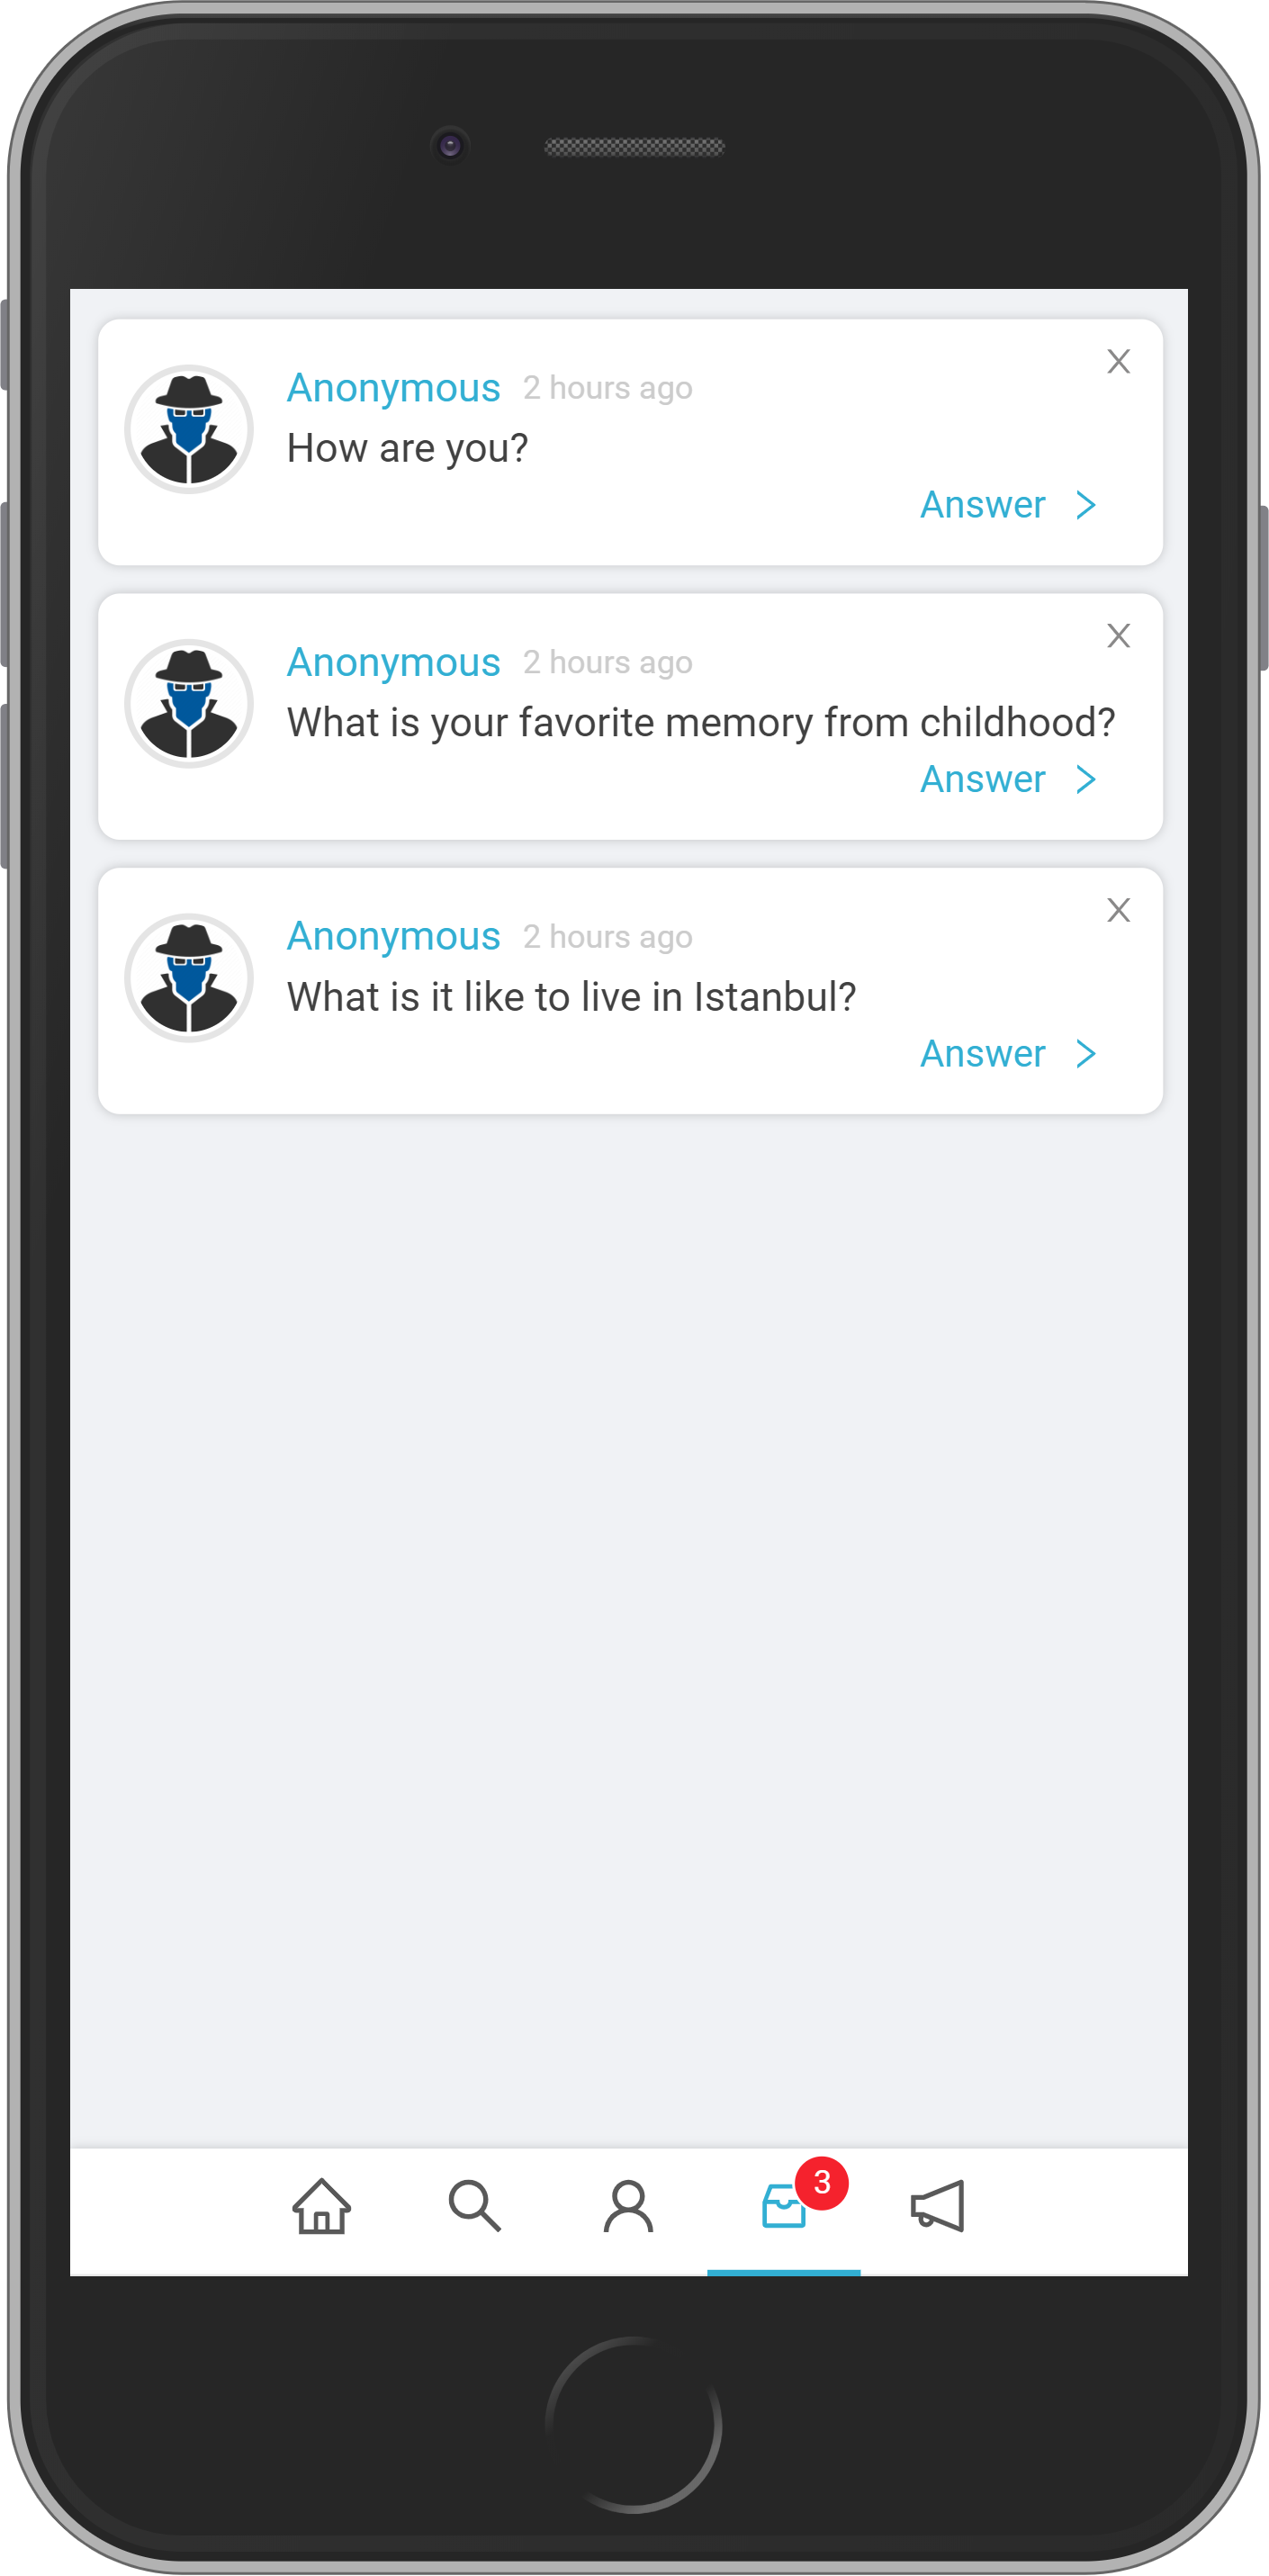 Anonymous 2 hours ago X
How are you?
Answer >
Anonymous 2 hours ago X
What is your favorite memory from childhood?
Answer >
Anonymous 2 hours ago X
What is it like to live in Istanbul?
Answer >
3